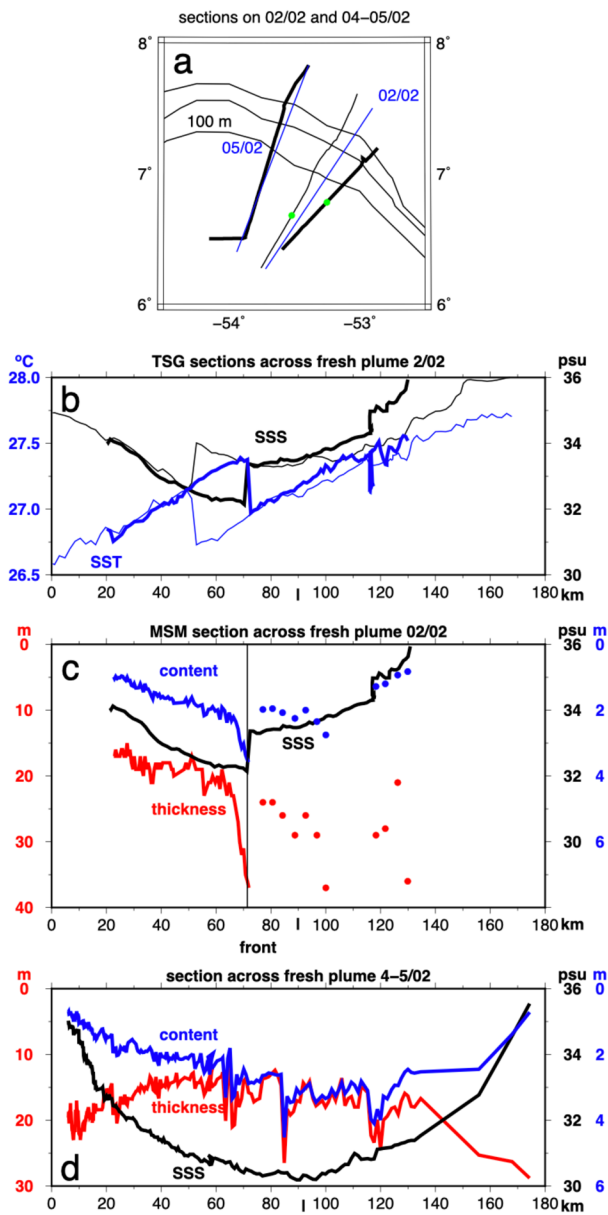 sections on 02/02 and 04–05/02
a
8°
8°
02/02
100 m
05/02
7°
7°
6°
6°
−54°
−53°
°C
TSG sections across fresh plume 2/02
psu
28.0
27.5
27.0
26.5
b
SSS
SST
36
34
32
30
0 20 40 60 80 l 100 120 140 160 180 km
m
MSM section across fresh plume 02/02
psu
m
0
10
20
30
40
c
content
SSS
thickness
36
34
32
30
0
2
4
6
0 20 40 60 80 l 100 120 140 160 180 km
front
m
section across fresh plume 4–5/02
psu
m
0
10
20
30
content
thickness
SSS
d
36
34
32
30
0
2
4
6
0 20 40 60 80 l 100 120 140 160 180 km